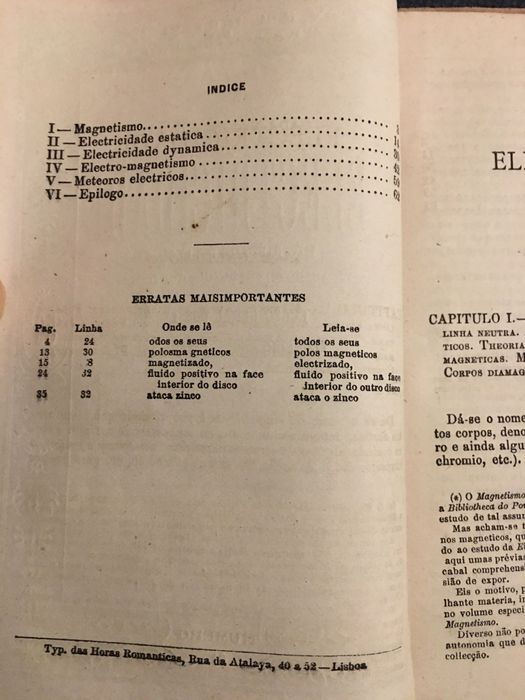 INDICE
I — Magnetismo
II — Electricidade estatica
III — Electricidade dynamica
IV — Electro-magnetismo
V — Meteoros electricos
VI — Epilogo
ERRATAS MAISIMPORTANTES
Pag. Linha Onde se lê Leia-se
4 24 odos os seus todos os seus
13 30 polosma gneticos polos magneticos
15 8 magnetizado, electrizado,
24 32 fluido positivo na face fluido positivo na face
interior do disco interior do outro disco
35 32 ataca zinco ataca o zinco
Typ. das Horas Romanticas, Rua da Atalaya, 40 a 52 — Lisboa
CAPITULO I.—
LINHA NEUTRA.
TICOS. THEORIA
MAGNETICAS. M
CORPOS DIAMAG
Dá-se o nome
tos corpos, deno
ro e ainda algu
chromio, etc.).
(*) O Magnetismo
a Bibliotheca do Po
estudo de tal assu
Mas acham-se t
nos magneticos, qu
do ao estudo da E
aqui umas prévias
cabal comprehens
sião de expor.
Eis o motivo, p
lhante materia, i
no volume especi
Magnetismo.
Diverso não po
autonomia que d
collecção.